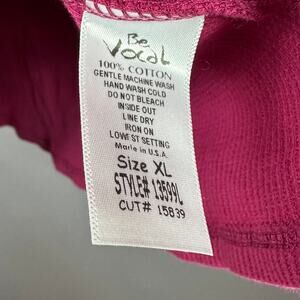 Be
Vocal
100% COTTON
GENTLE MACHINE WASH
HAND WASH COLD
DO NOT BLEACH
INSIDE OUT
LINE DRY
IRON ON
LOWEST SETTING
Made in U.S.A.
Size XL
STYLE# 13599L
CUT# 15839